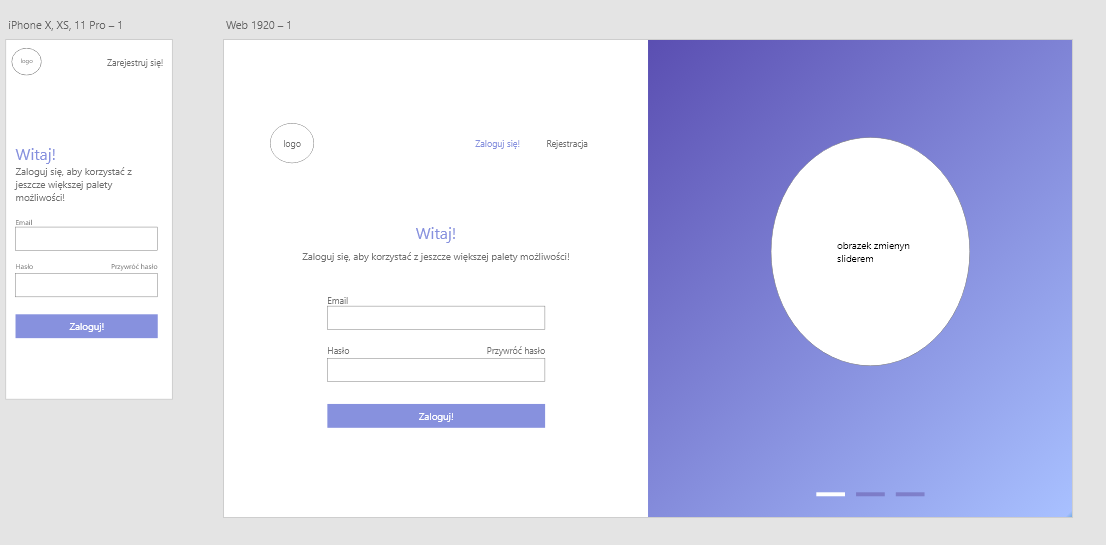 iPhone X, XS, 11 Pro – 1
logo
Zarejestruj się!
Witaj!
Zaloguj się, aby korzystać z
jeszcze większej palety
możliwości!
Email
Hasło
Przywróć hasło
Zaloguj!
Web 1920 – 1
logo
Zaloguj się!
Rejestracja
Witaj!
Zaloguj się, aby korzystać z jeszcze większej palety możliwości!
Email
Hasło
Przywróć hasło
Zaloguj!
obrazek zmienyn
sliderem